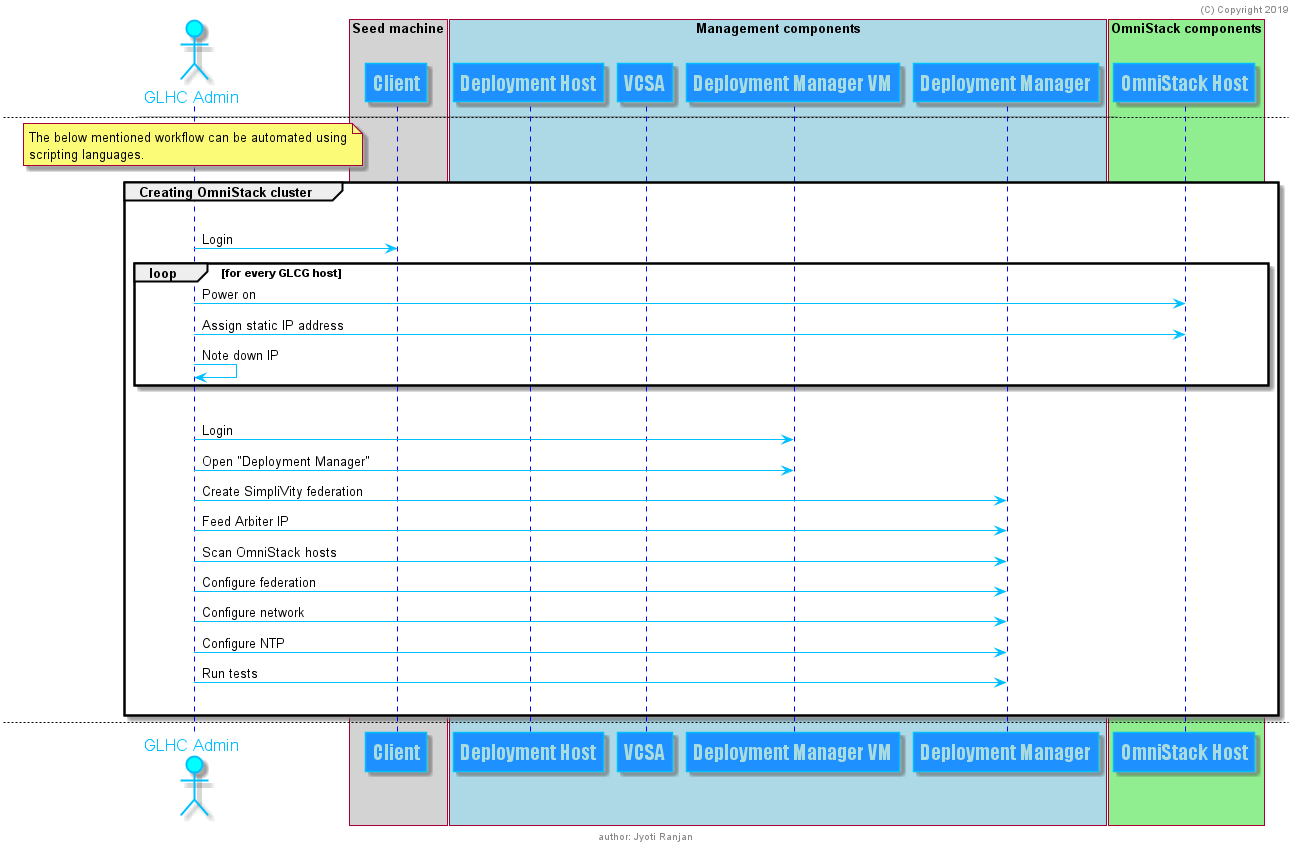 (C) Copyright 2019
Seed machine
Management components
OmniStack components
GLHC Admin
Client
Deployment Host
VCSA
Deployment Manager VM
Deployment Manager
OmniStack Host
The below mentioned workflow can be automated using
scripting languages.
Creating OmniStack cluster
Login
loop
[for every GLCG host]
Power on
Assign static IP address
Note down IP
Login
Open "Deployment Manager"
Create SimpliVity federation
Feed Arbiter IP
Scan OmniStack hosts
Configure federation
Configure network
Configure NTP
Run tests
GLHC Admin
Client
Deployment Host
VCSA
Deployment Manager VM
Deployment Manager
OmniStack Host
author: Jyoti Ranjan